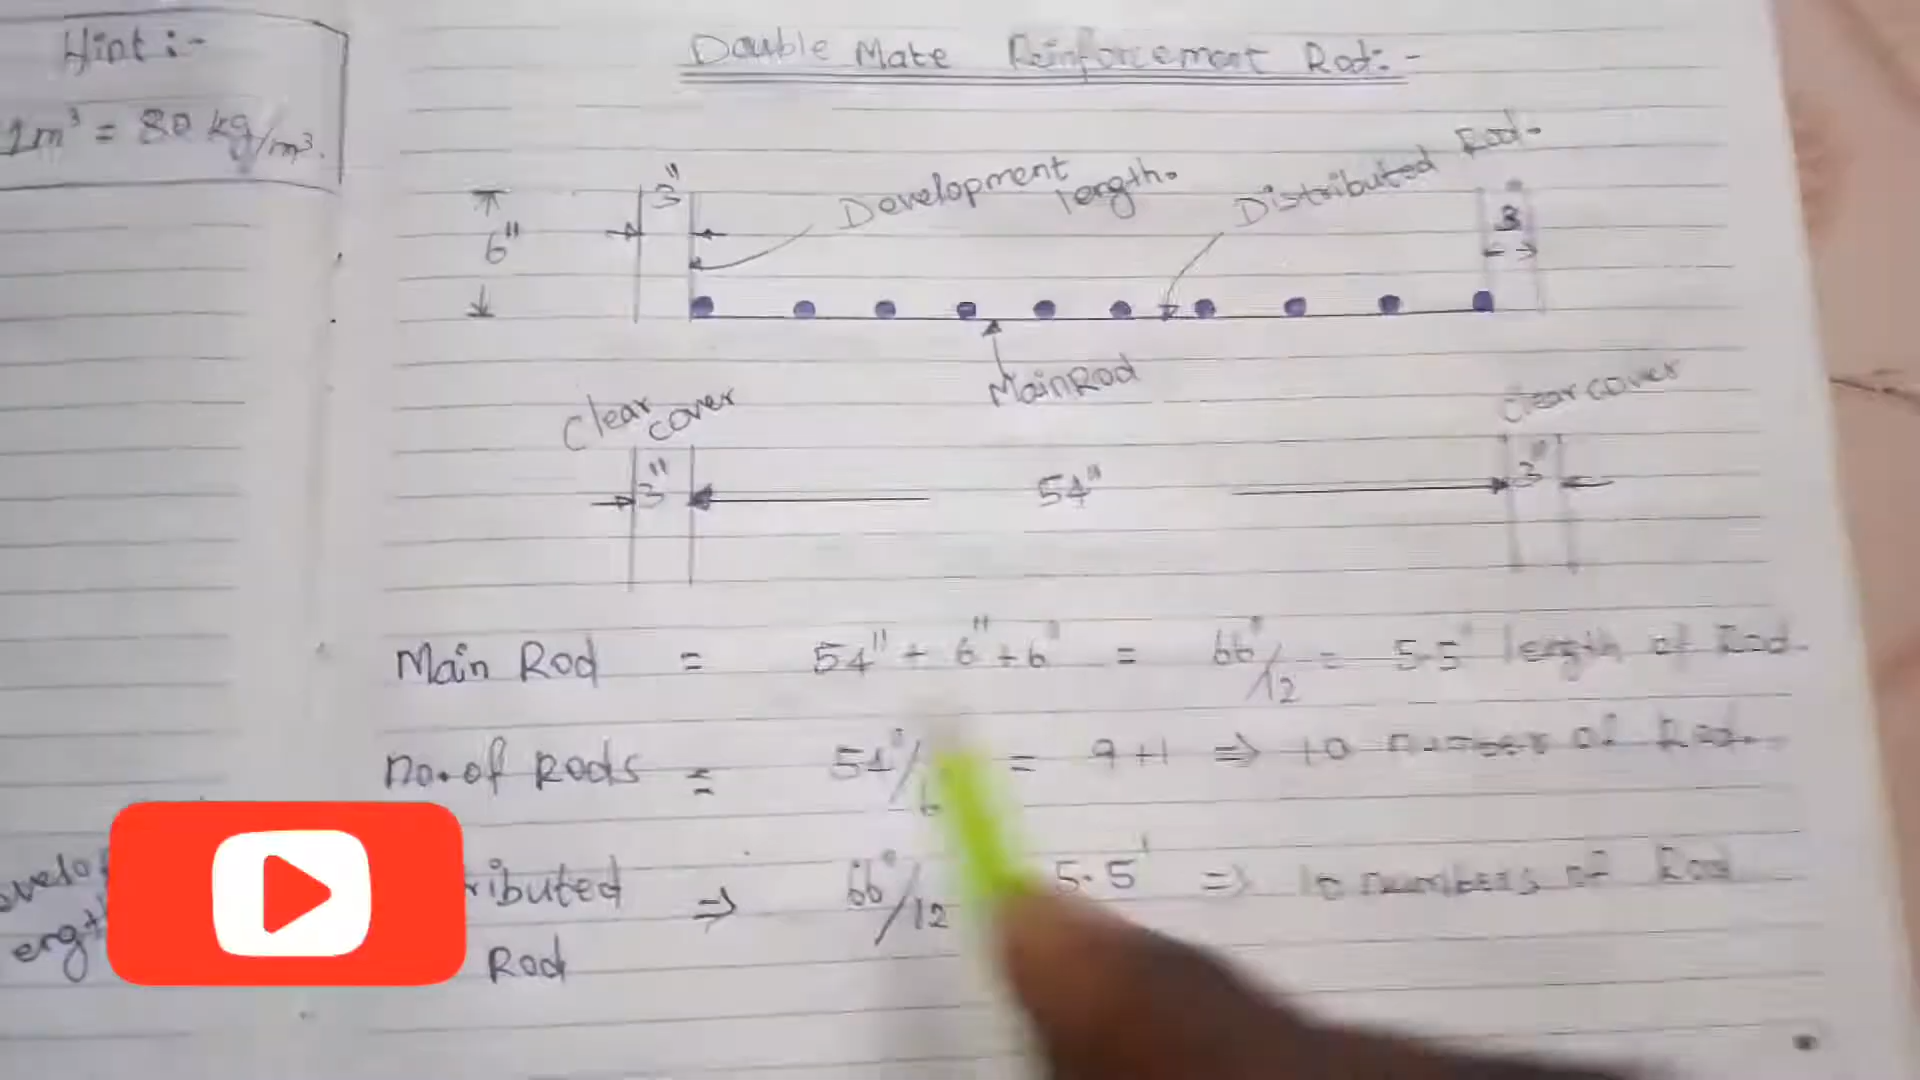 Hint :-
1m³ = 80 kg/m³.
Double Mate Reinforcement Rod:-
3"
Development length.
Distributed Rod.
3
6"
Main Rod
Clear cover
Clear cover
3"
54"
3"
Main Rod = 54" + 6" + 6" = 66"/12 = 5.5' length of Rod.
no. of Rods = 54"/6 = 9+1 ⇒ 10 number of Rod.
ributed Rod ⇒ 66"/12 5.5' ⇒ 10 numbers of Rod